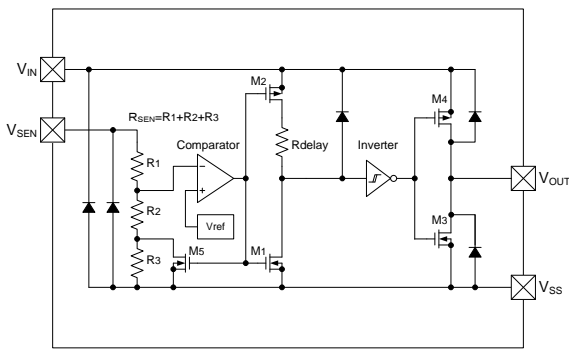 VIN
M2
M4
RSEN=R1+R2+R3
Comparator
VSEN
R1
Rdelay
Inverter
−
+
VOUT
R2
Vref
M3
R3
M5
M1
VSS